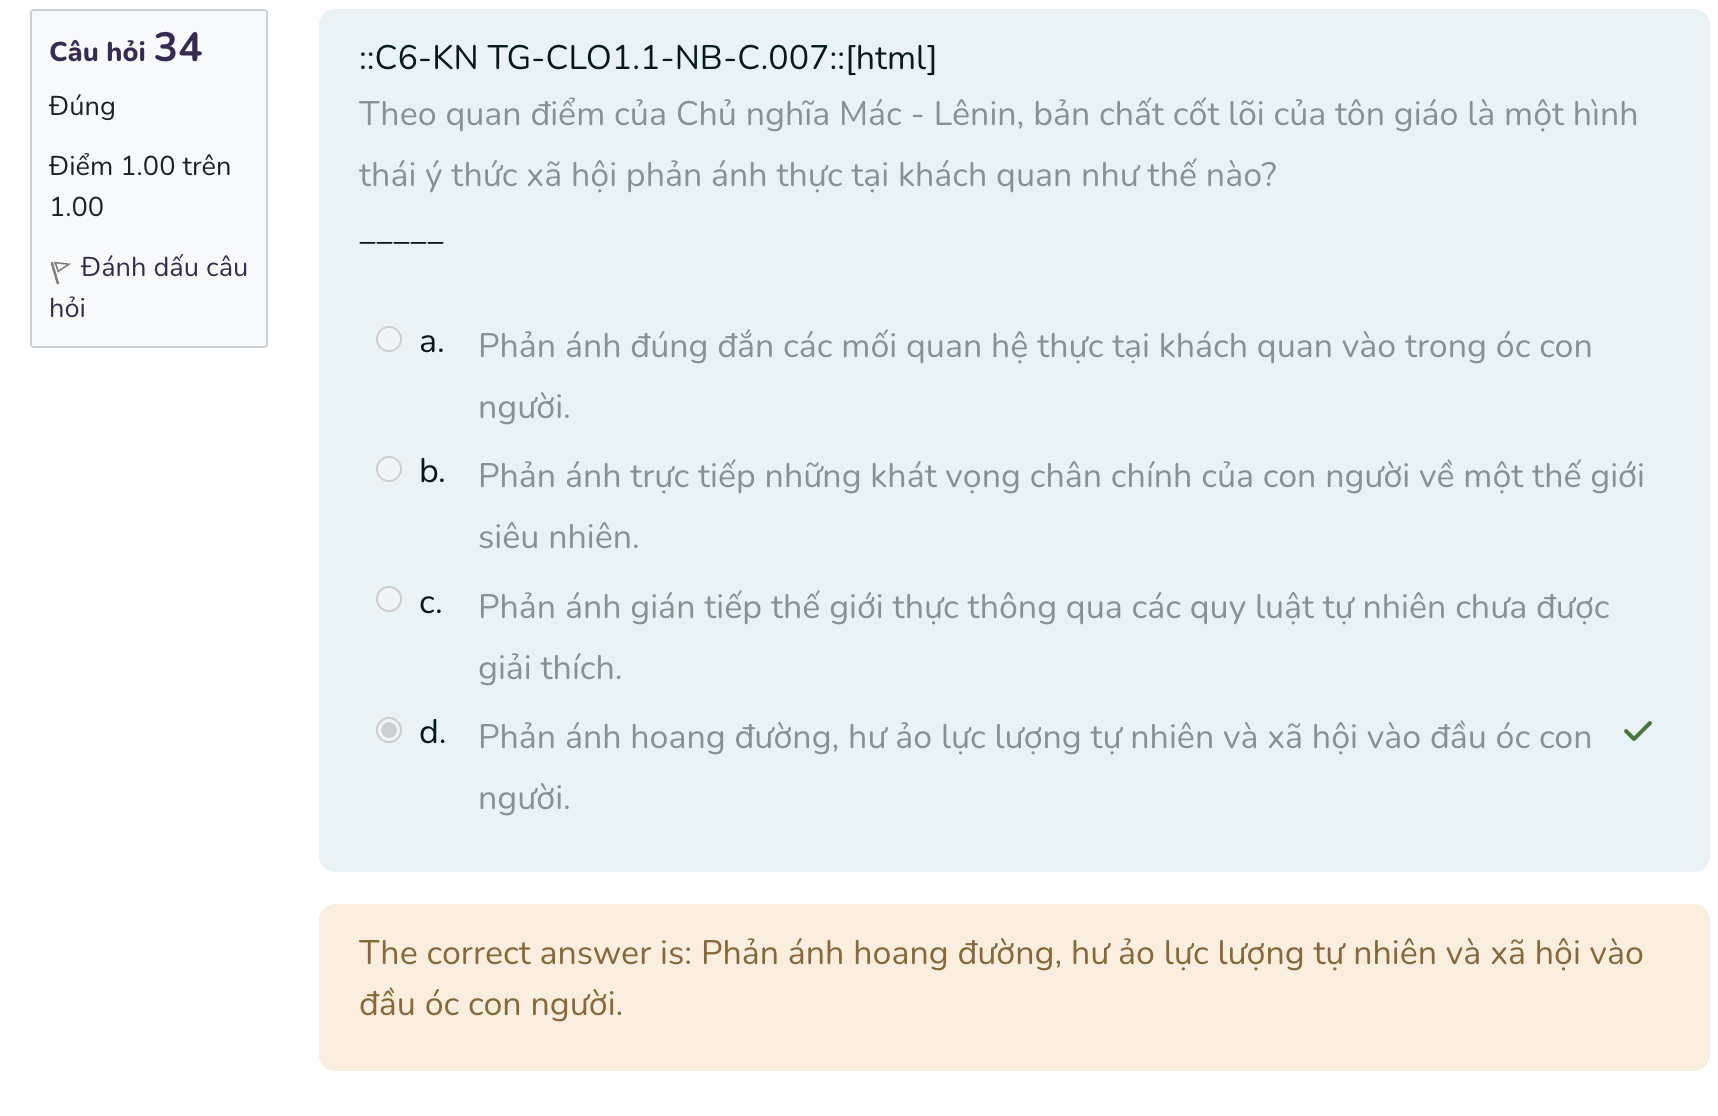 Câu hỏi 34
Đúng
Điểm 1.00 trên
1.00
Đánh dấu câu
hỏi
::C6-KN TG-CLO1.1-NB-C.007::[html]
Theo quan điểm của Chủ nghĩa Mác - Lênin, bản chất cốt lõi của tôn giáo là một hình
thái ý thức xã hội phản ánh thực tại khách quan như thế nào?
_____
a. Phản ánh đúng đắn các mối quan hệ thực tại khách quan vào trong óc con
người.
b. Phản ánh trực tiếp những khát vọng chân chính của con người về một thế giới
siêu nhiên.
c. Phản ánh gián tiếp thế giới thực thông qua các quy luật tự nhiên chưa được
giải thích.
d. Phản ánh hoang đường, hư ảo lực lượng tự nhiên và xã hội vào đầu óc con
người.
The correct answer is: Phản ánh hoang đường, hư ảo lực lượng tự nhiên và xã hội vào
đầu óc con người.